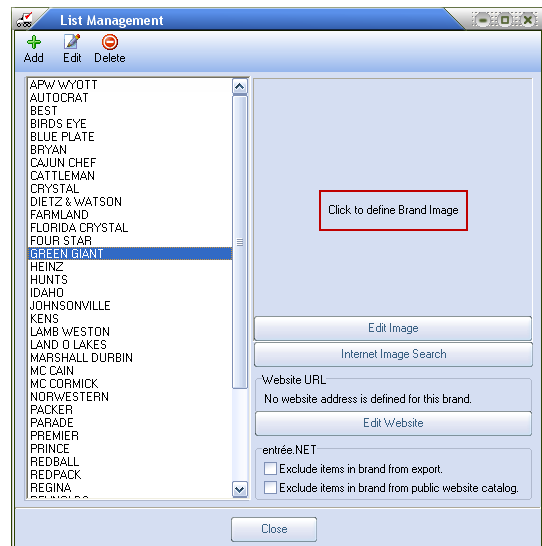 List Management
Add Edit Delete
APW WYOTT
AUTOCRAT
BEST
BIRDS EYE
BLUE PLATE
BRYAN
CAJUN CHEF
CATTLEMAN
CRYSTAL
DIETZ & WATSON
FARMLAND
FLORIDA CRYSTAL
FOUR STAR
GREEN GIANT
HEINZ
HUNTS
IDAHO
JOHNSONVILLE
KENS
LAMB WESTON
LAND O LAKES
MARSHALL DURBIN
MC CAIN
MC CORMICK
NORWESTERN
PACKER
PARADE
PREMIER
PRINCE
REDBALL
REDPACK
REGINA
Click to define Brand Image
Edit Image
Internet Image Search
Website URL
No website address is defined for this brand.
Edit Website
entrée.NET
Exclude items in brand from export.
Exclude items in brand from public website catalog.
Close